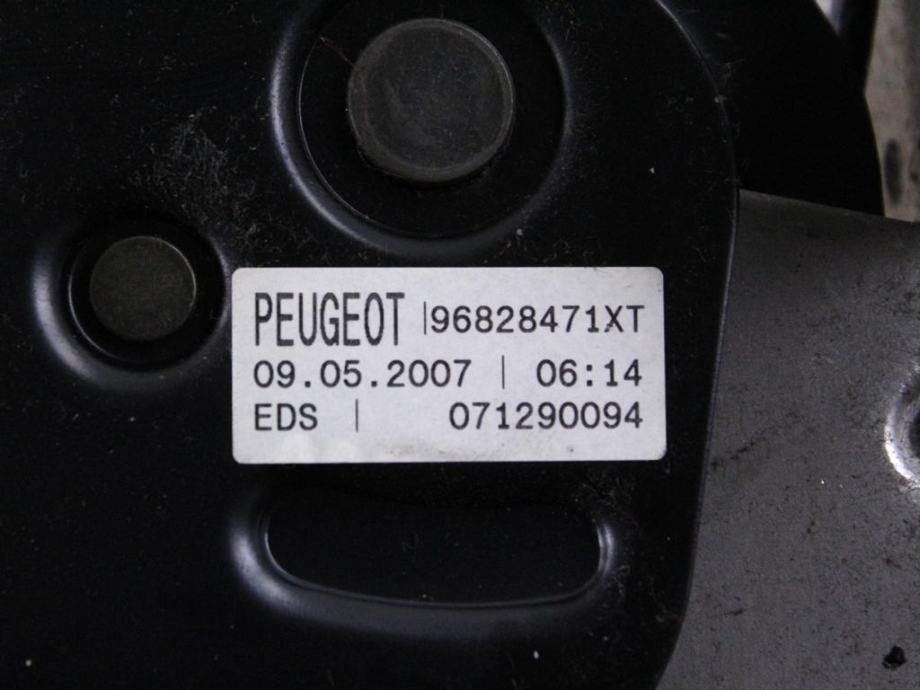 PEUGEOT |96828471XT
09.05.2007 | 06:14
EDS | 071290094